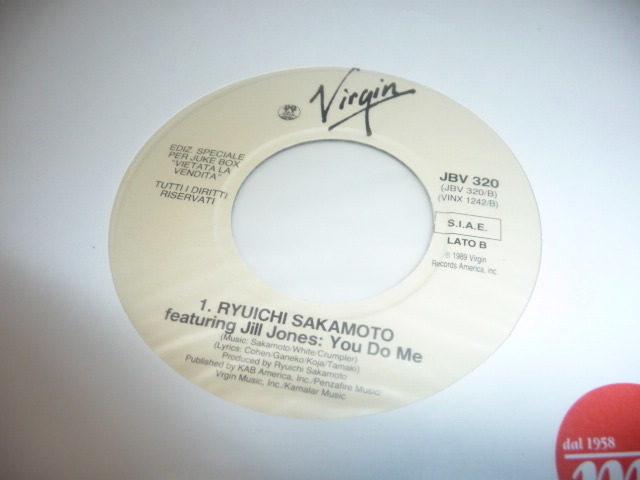 Virgin
EDIZ. SPECIALE
PER JUKE BOX
"VIETATA LA
VENDITA"
TUTTI I DIRITTI
RISERVATI
JBV 320
(JBV 320/B)
(VINX 1242/B)
S.I.A.E.
LATO B
℗ 1989 Virgin
Records America, Inc.
1. RYUICHI SAKAMOTO
featuring Jill Jones: You Do Me
(Music: Sakamoto/White/Crumpler)
(Lyrics: Cohen/Ganeko/Koja/Tamaki)
Produced by Ryuichi Sakamoto
Published by KAB America, Inc./Penzafire Music/
Vrgin Music, Inc./Kamalar Music
dal 1958